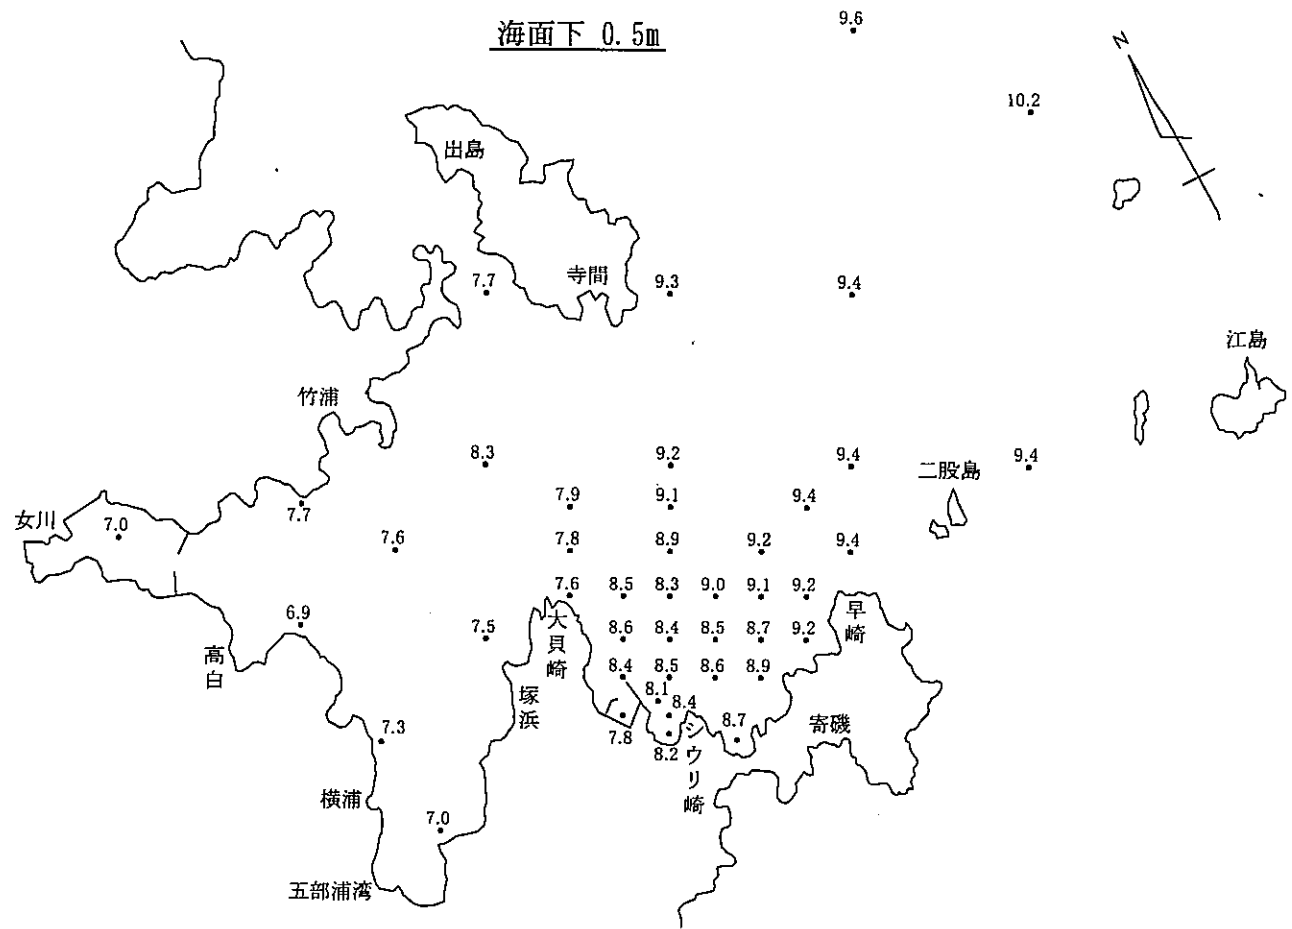 海面下 0.5m
9.6
N
10.2
出島
寺間
7.7
9.3
9.4
江島
竹浦
8.3
9.2
9.4
二股島
9.4
7.9
9.1
9.4
女川
7.0
7.7
7.6
7.8
8.9
9.2
9.4
7.6
8.5
8.3
9.0
9.1
9.2
6.9
7.5
大貝崎
8.6
8.4
8.5
8.7
9.2
早崎
高白
8.4
8.5
8.6
8.9
塚浜
8.1
8.4
7.3
7.8
8.2
シウリ崎
8.7
寄磯
横浦
7.0
五部浦湾